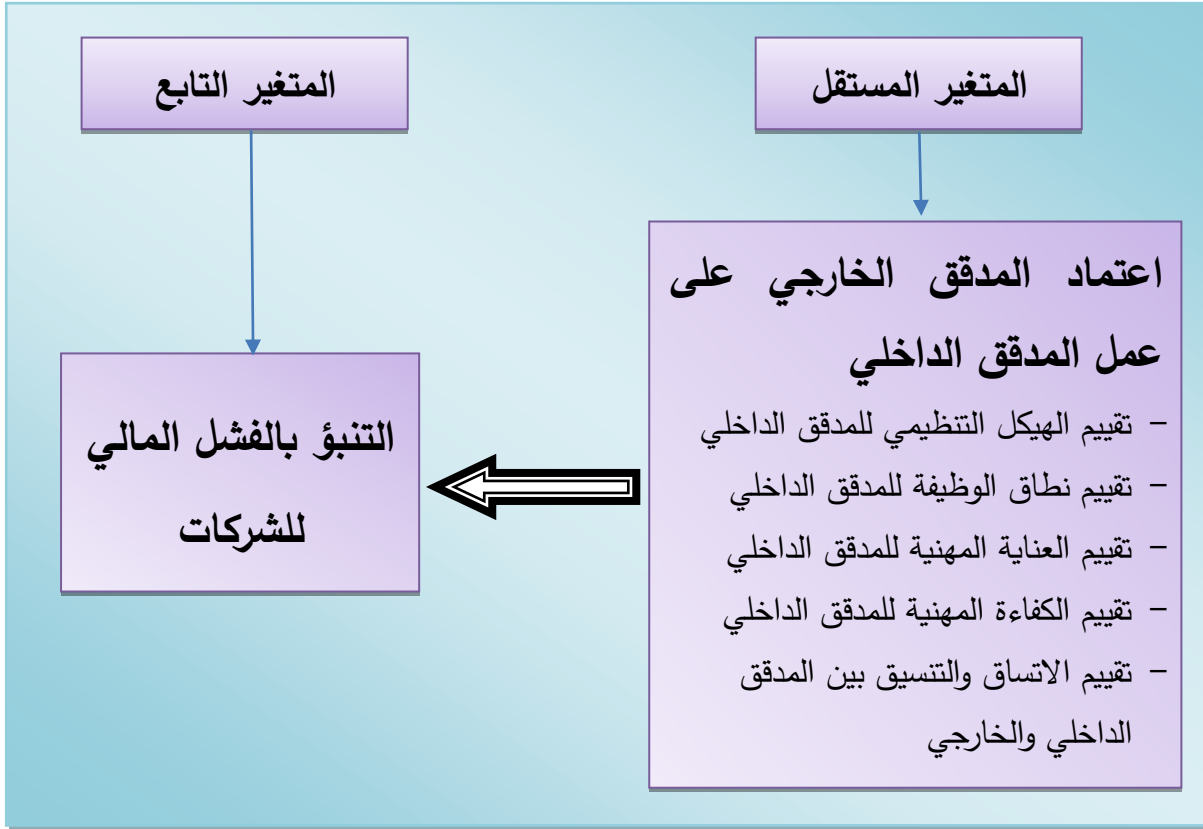 المتغير المستقل
اعتماد المدقق الخارجي على
عمل المدقق الداخلي
- تقييم الهيكل التنظيمي للمدقق الداخلي
- تقييم نطاق الوظيفة للمدقق الداخلي
- تقييم العناية المهنية للمدقق الداخلي
- تقييم الكفاءة المهنية للمدقق الداخلي
- تقييم الاتساق والتنسيق بين المدقق
الداخلي والخارجي
المتغير التابع
التنبؤ بالفشل المالي
للشركات